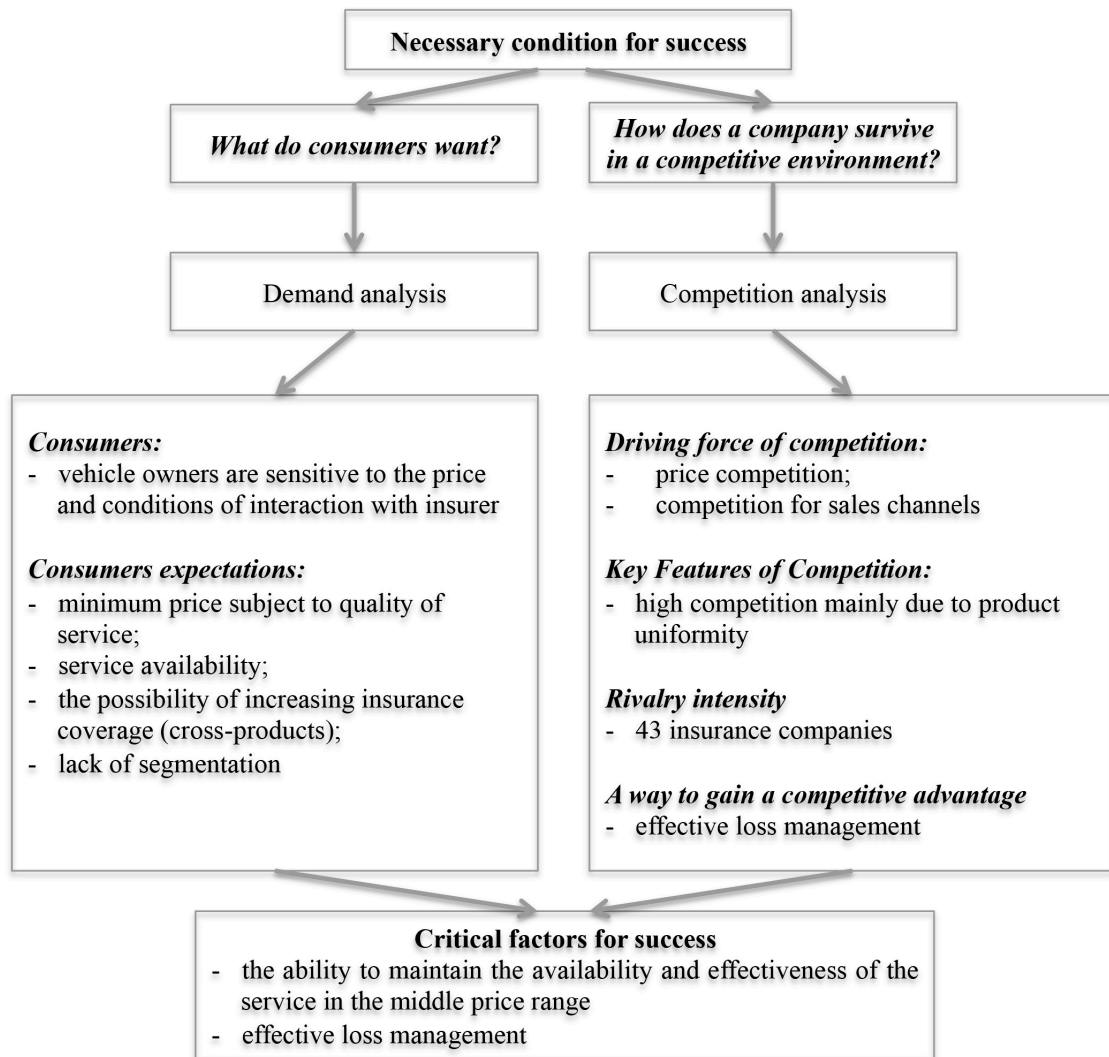 Necessary condition for success
What do consumers want?
How does a company survive
in a competitive environment?
Demand analysis
Competition analysis
Consumers:
- vehicle owners are sensitive to the price
and conditions of interaction with insurer
Consumers expectations:
- minimum price subject to quality of
service;
- service availability;
- the possibility of increasing insurance
coverage (cross-products);
- lack of segmentation
Driving force of competition:
- price competition;
- competition for sales channels
Key Features of Competition:
- high competition mainly due to product
uniformity
Rivalry intensity
- 43 insurance companies
A way to gain a competitive advantage
- effective loss management
Critical factors for success
- the ability to maintain the availability and effectiveness of the
service in the middle price range
- effective loss management